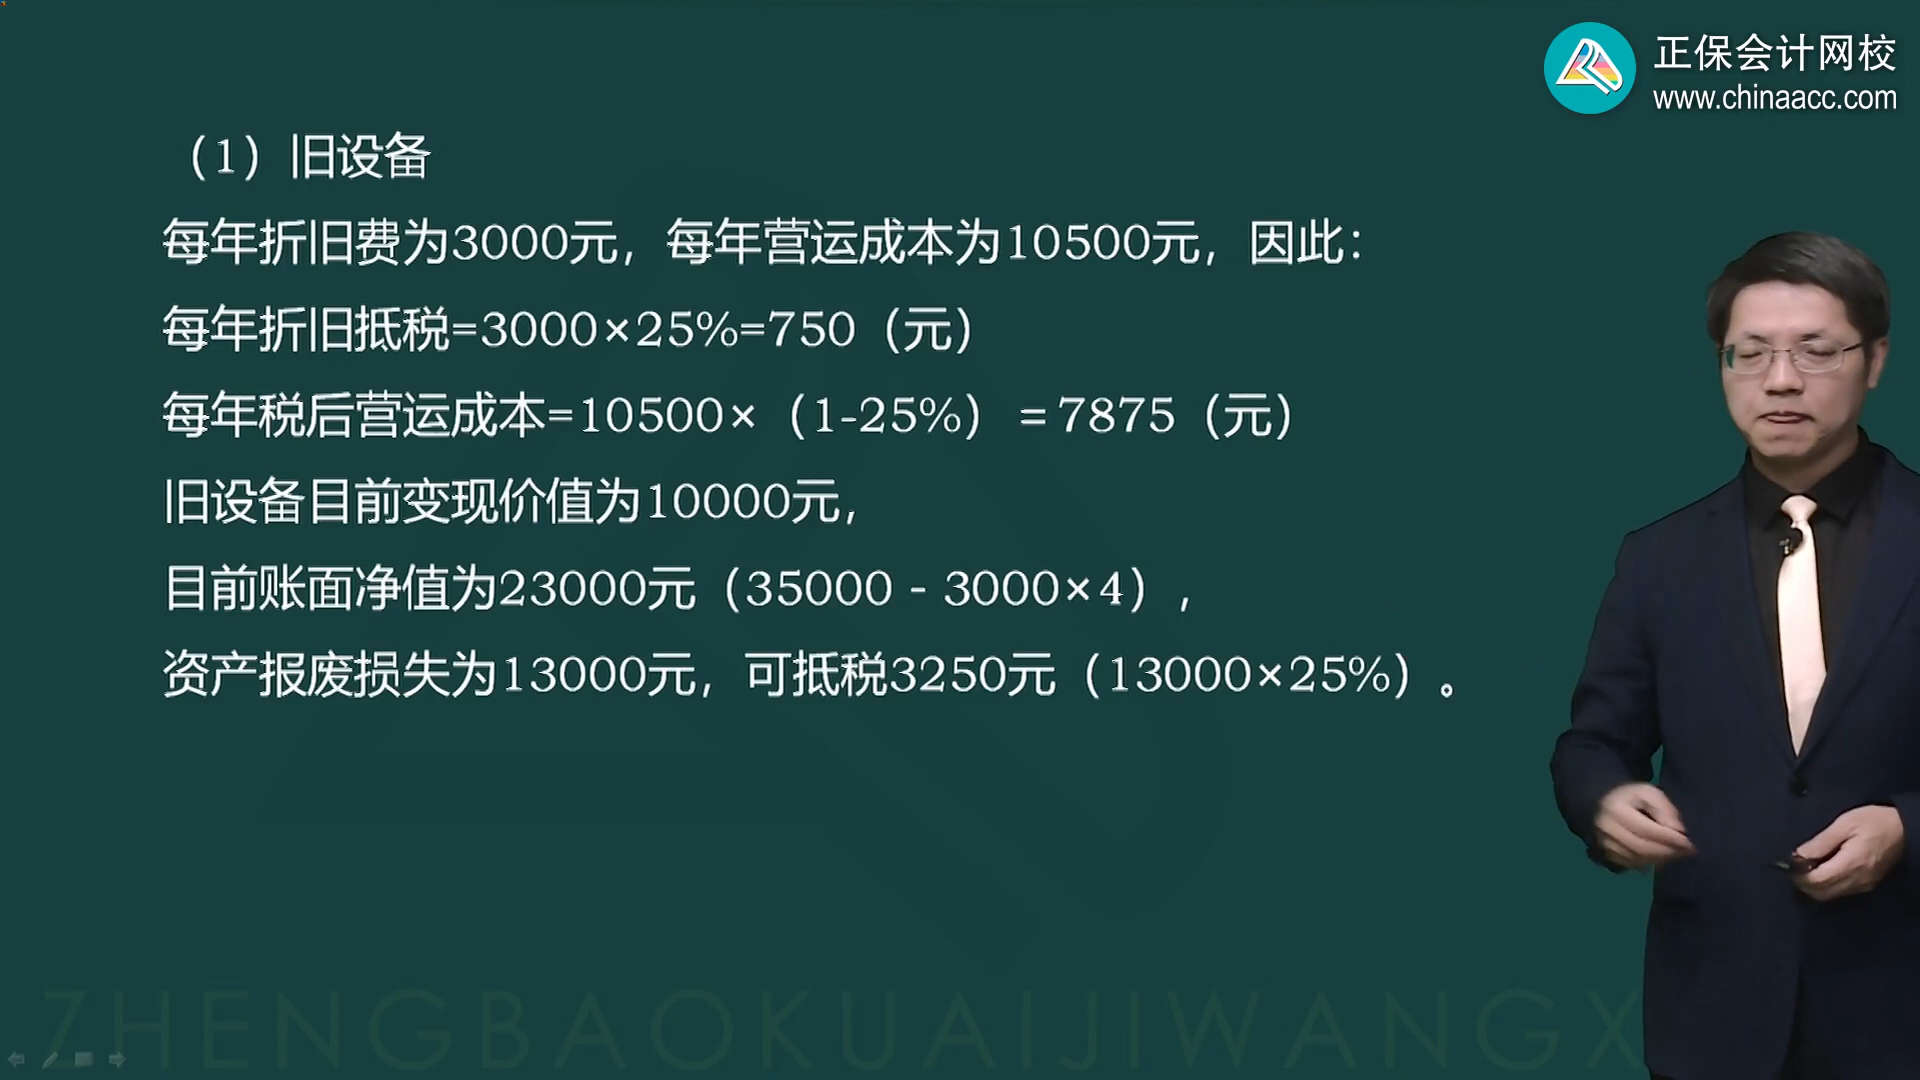 正保会计网校
www.chinaacc.com
（1）旧设备
每年折旧费为3000元，每年营运成本为10500元，因此：
每年折旧抵税=3000×25%=750（元）
每年税后营运成本=10500×（1-25%）＝7875（元）
旧设备目前变现价值为10000元，
目前账面净值为23000元（35000－3000×4），
资产报废损失为13000元，可抵税3250元（13000×25%）。
ZHENGBAOKUAIJIWANGX